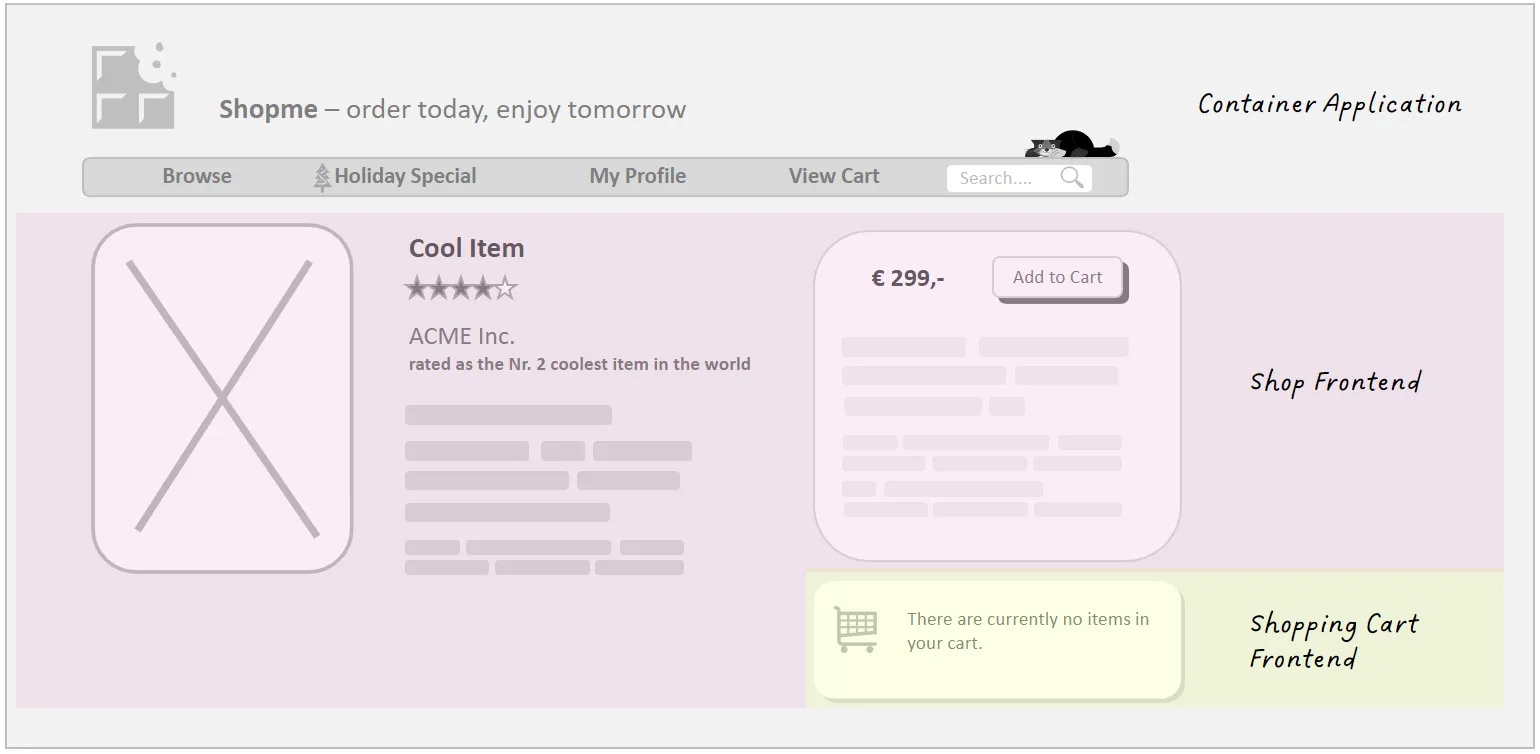 Shopme – order today, enjoy tomorrow
Container Application
Browse
Holiday Special
My Profile
View Cart
Search....
Cool Item
ACME Inc.
rated as the Nr. 2 coolest item in the world
€ 299,-
Add to Cart
Shop Frontend
There are currently no items in
your cart.
Shopping Cart
Frontend